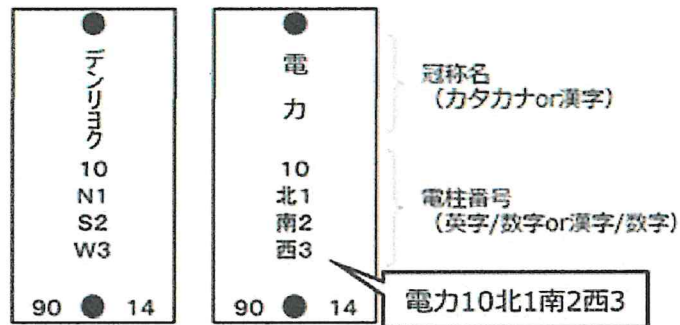 デンリヨク
10
N1
S2
W3
90 14
電力
10
北1
南2
西3
90 14
冠称名
（カタカナor漢字）
電柱番号
（英字/数字or漢字/数字）
電力10北1南2西3